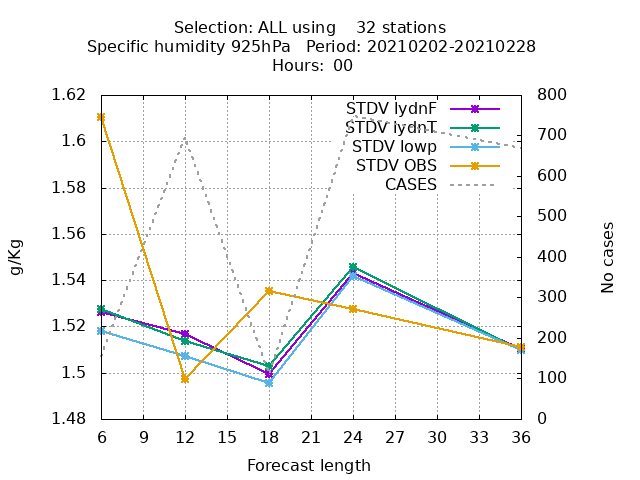 Selection: ALL using    32 stations
Specific humidity 925hPa   Period: 20210202-20210228
Hours:  00
1.62
1.6
1.58
1.56
1.54
1.52
1.5
1.48
g/Kg
STDV lydnF
STDV lydnT
STDV lowp
STDV OBS
CASES
800
700
600
500
400
300
200
100
0
No cases
6 9 12 15 18 21 24 27 30 33 36
Forecast length